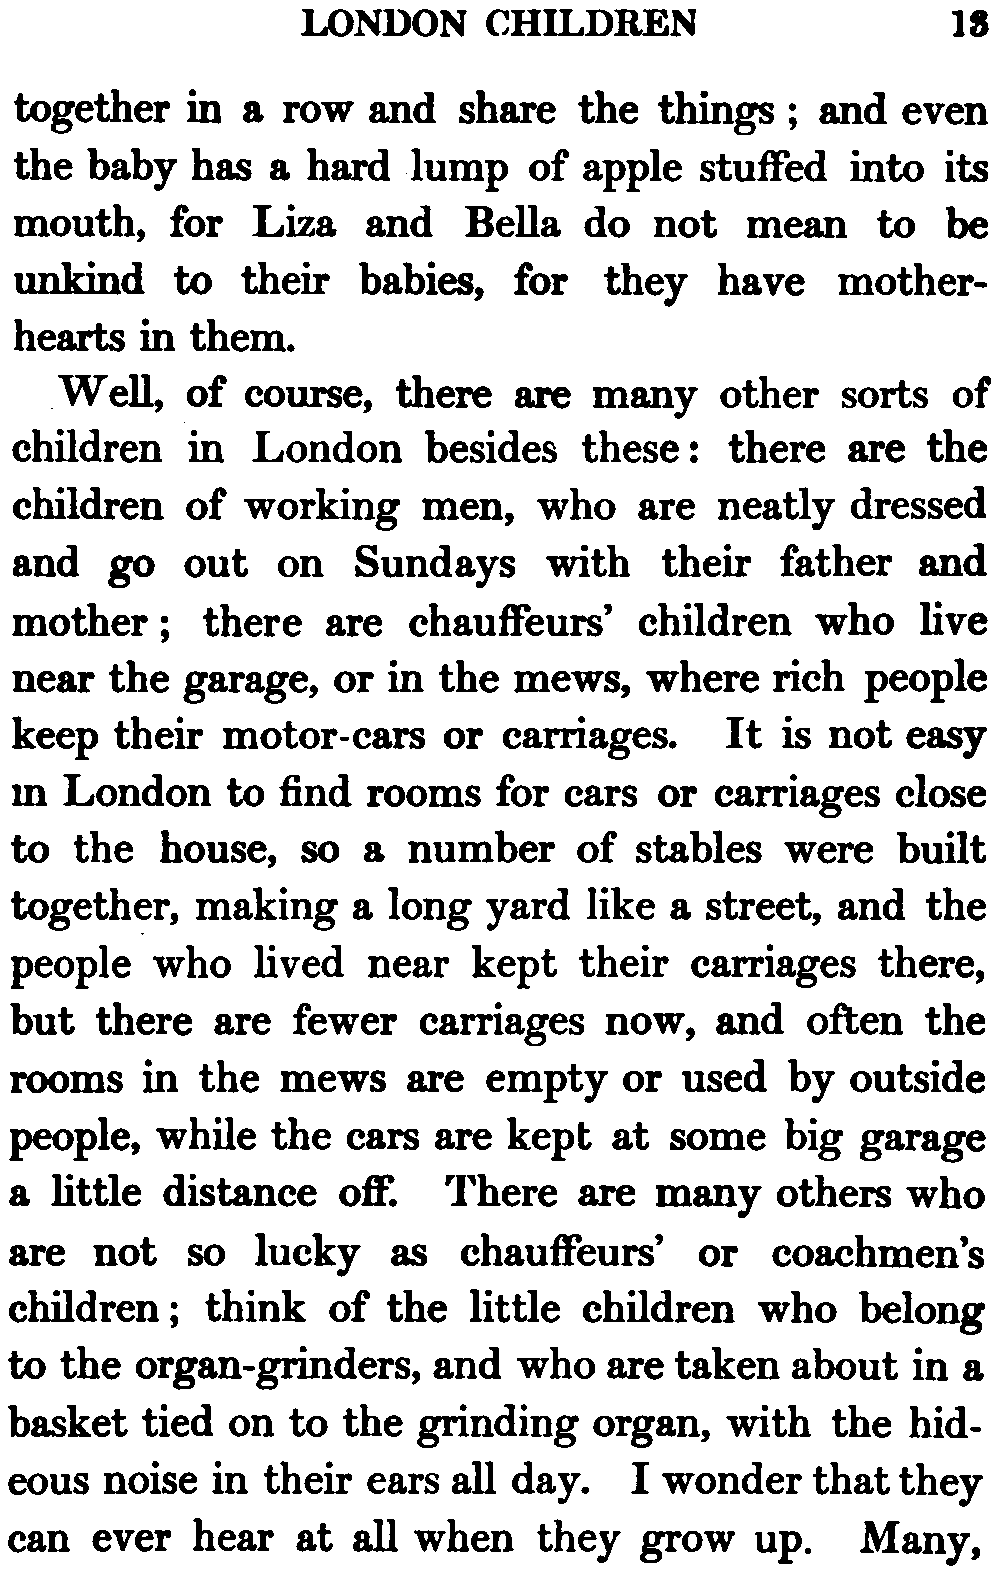 LONDON CHILDREN 13
together in a row and share the things ; and even
the baby has a hard lump of apple stuffed into its
mouth, for Liza and Bella do not mean to be
unkind to their babies, for they have mother-
hearts in them.
Well, of course, there are many other sorts of
children in London besides these : there are the
children of working men, who are neatly dressed
and go out on Sundays with their father and
mother ; there are chauffeurs’ children who live
near the garage, or in the mews, where rich people
keep their motor-cars or carriages. It is not easy
in London to find rooms for cars or carriages close
to the house, so a number of stables were built
together, making a long yard like a street, and the
people who lived near kept their carriages there,
but there are fewer carriages now, and often the
rooms in the mews are empty or used by outside
people, while the cars are kept at some big garage
a little distance off. There are many others who
are not so lucky as chauffeurs’ or coachmen’s
children ; think of the little children who belong
to the organ-grinders, and who are taken about in a
basket tied on to the grinding organ, with the hid-
eous noise in their ears all day. I wonder that they
can ever hear at all when they grow up. Many,